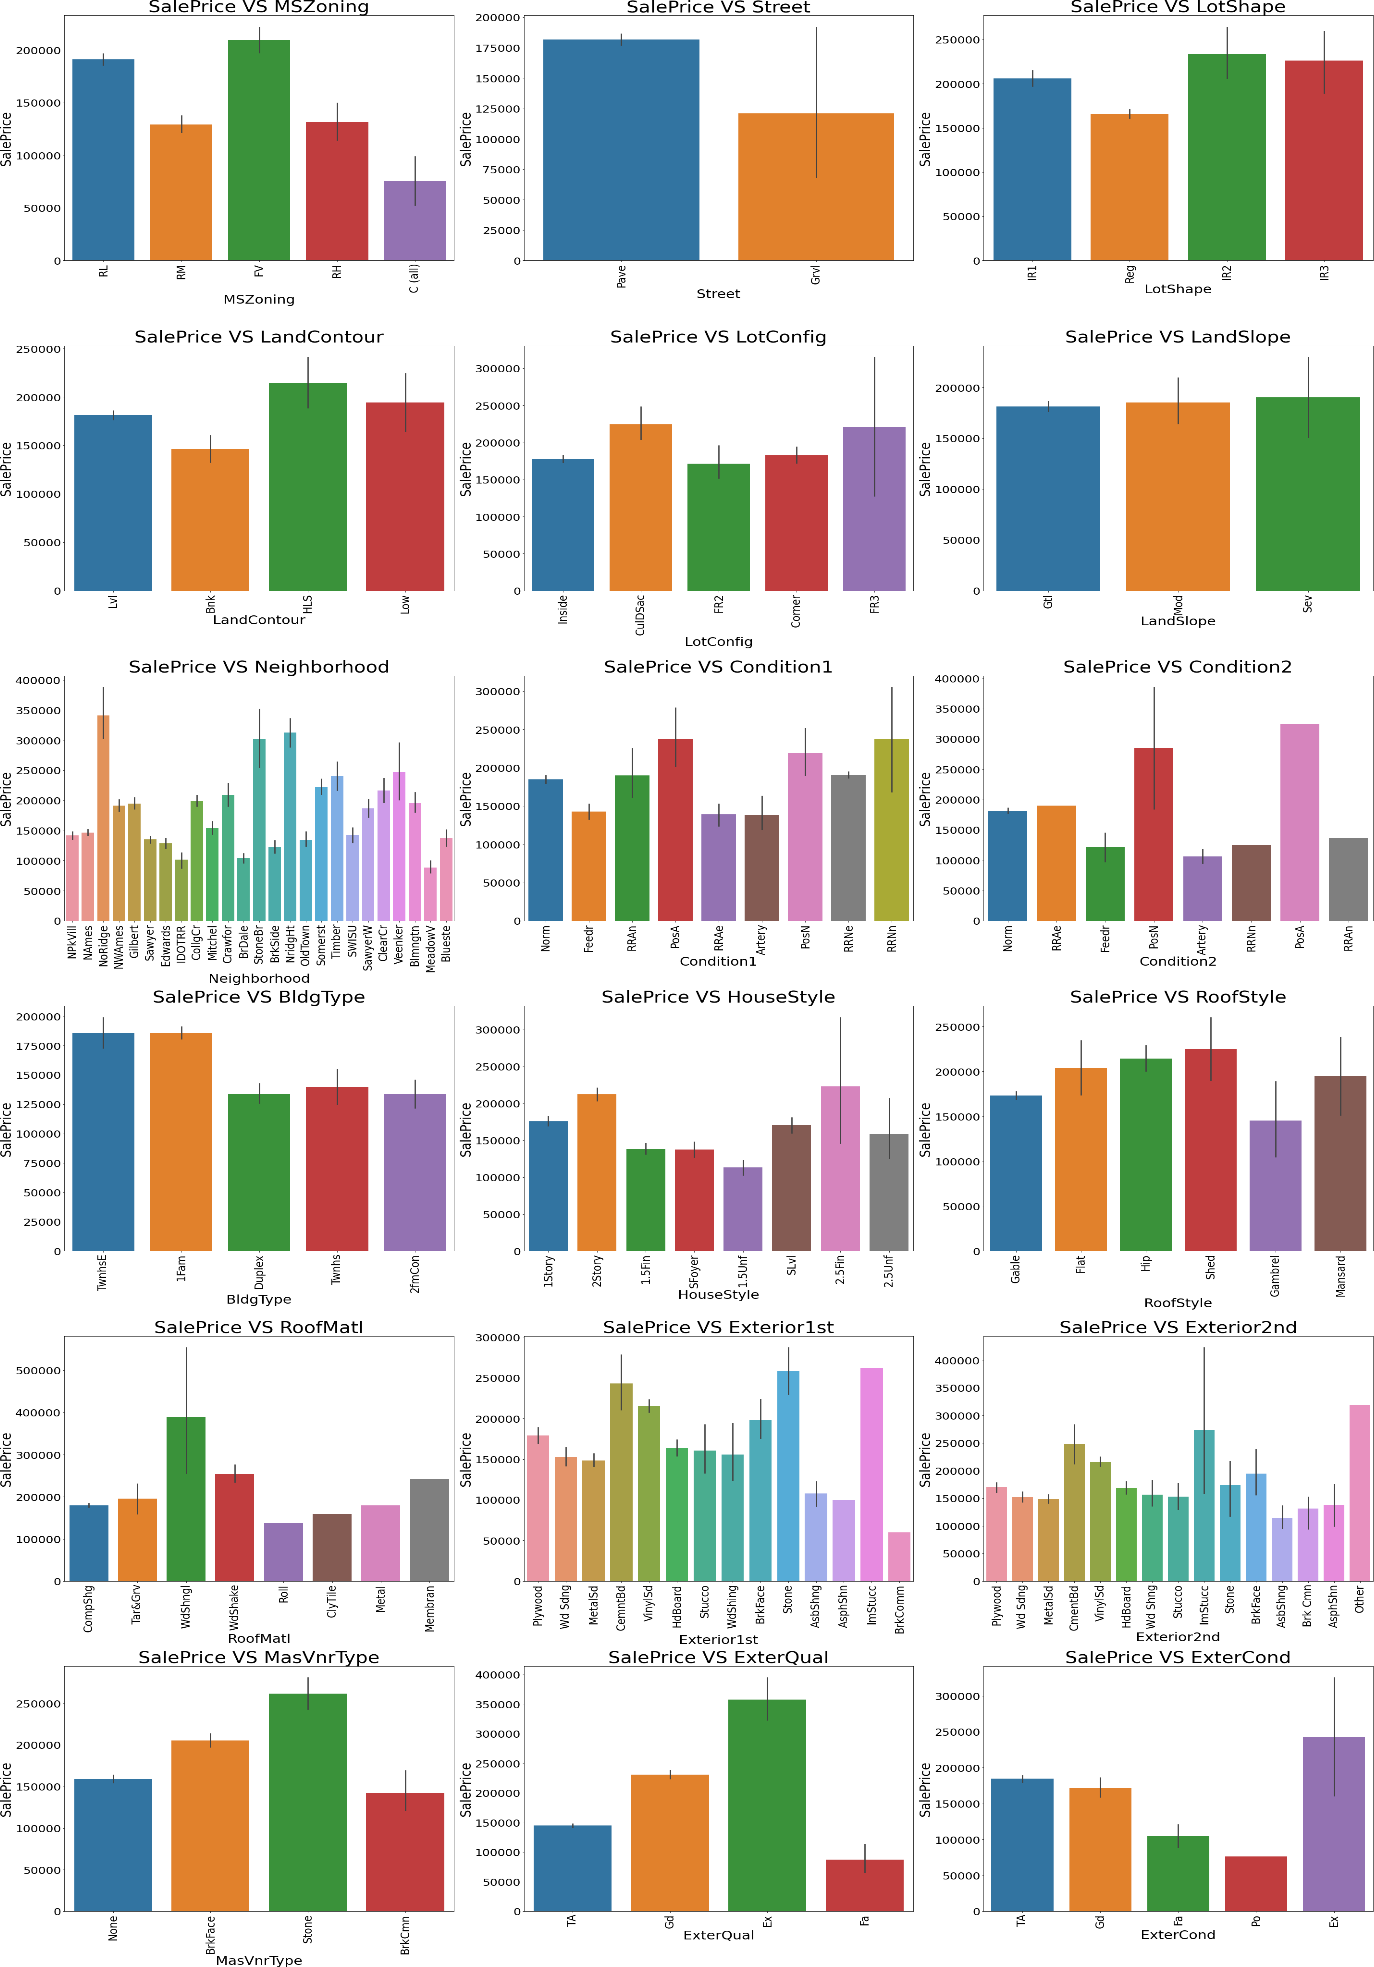 SalePrice VS MSZoning
SalePrice
200000
150000
100000
50000
0
RL
RM
FV
RH
C (all)
MSZoning
SalePrice VS Street
SalePrice
200000
175000
150000
125000
100000
75000
50000
25000
0
Pave
Grvl
Street
SalePrice VS LotShape
SalePrice
250000
200000
150000
100000
50000
0
IR1
Reg
IR2
IR3
LotShape
SalePrice VS LandContour
SalePrice
250000
200000
150000
100000
50000
0
Lvl
Bnk
HLS
Low
LandContour
SalePrice VS LotConfig
SalePrice
300000
250000
200000
150000
100000
50000
0
Inside
CulDSac
FR2
Corner
FR3
LotConfig
SalePrice VS LandSlope
SalePrice
200000
150000
100000
50000
0
Gtl
Mod
Sev
LandSlope
SalePrice VS Neighborhood
SalePrice
400000
350000
300000
250000
200000
150000
100000
50000
0
NPkVill
NAmes
NoRidge
NWAmes
Gilbert
Sawyer
Edwards
IDOTRR
CollgCr
Mitchel
Crawfor
BrDale
StoneBr
BrkSide
NridgHt
OldTown
Somerst
Timber
SWISU
SawyerW
ClearCr
Veenker
Blmngtn
MeadowV
Blueste
Neighborhood
SalePrice VS Condition1
SalePrice
300000
250000
200000
150000
100000
50000
0
Norm
Feedr
RRAn
PosA
RRAe
Artery
PosN
RRNe
RRNn
Condition1
SalePrice VS Condition2
SalePrice
400000
350000
300000
250000
200000
150000
100000
50000
0
Norm
RRAe
Feedr
PosN
Artery
RRNn
PosA
RRAn
Condition2
SalePrice VS BldgType
SalePrice
200000
175000
150000
125000
100000
75000
50000
25000
0
TwnhsE
1Fam
Duplex
Twnhs
2fmCon
BldgType
SalePrice VS HouseStyle
SalePrice
300000
250000
200000
150000
100000
50000
0
1Story
2Story
1.5Fin
SFoyer
1.5Unf
SLvl
2.5Fin
2.5Unf
HouseStyle
SalePrice VS RoofStyle
SalePrice
250000
200000
150000
100000
50000
0
Gable
Flat
Hip
Shed
Gambrel
Mansard
RoofStyle
SalePrice VS RoofMatl
SalePrice
500000
400000
300000
200000
100000
0
CompShg
Tar&Grv
WdShngl
WdShake
Roll
ClyTile
Metal
Membran
RoofMatl
SalePrice VS Exterior1st
SalePrice
300000
250000
200000
150000
100000
50000
0
Plywood
Wd Sdng
MetalSd
CemntBd
VinylSd
HdBoard
Stucco
WdShing
BrkFace
Stone
AsbShng
AsphShn
ImStucc
BrkComm
Exterior1st
SalePrice VS Exterior2nd
SalePrice
400000
350000
300000
250000
200000
150000
100000
50000
0
Plywood
Wd Sdng
MetalSd
CmentBd
VinylSd
HdBoard
Wd Shng
Stucco
ImStucc
Stone
BrkFace
AsbShng
Brk Cmn
AsphShn
Other
Exterior2nd
SalePrice VS MasVnrType
SalePrice
250000
200000
150000
100000
50000
0
None
BrkFace
Stone
BrkCmn
MasVnrType
SalePrice VS ExterQual
SalePrice
400000
350000
300000
250000
200000
150000
100000
50000
0
TA
Gd
Ex
Fa
ExterQual
SalePrice VS ExterCond
SalePrice
300000
250000
200000
150000
100000
50000
0
TA
Gd
Fa
Po
Ex
ExterCond